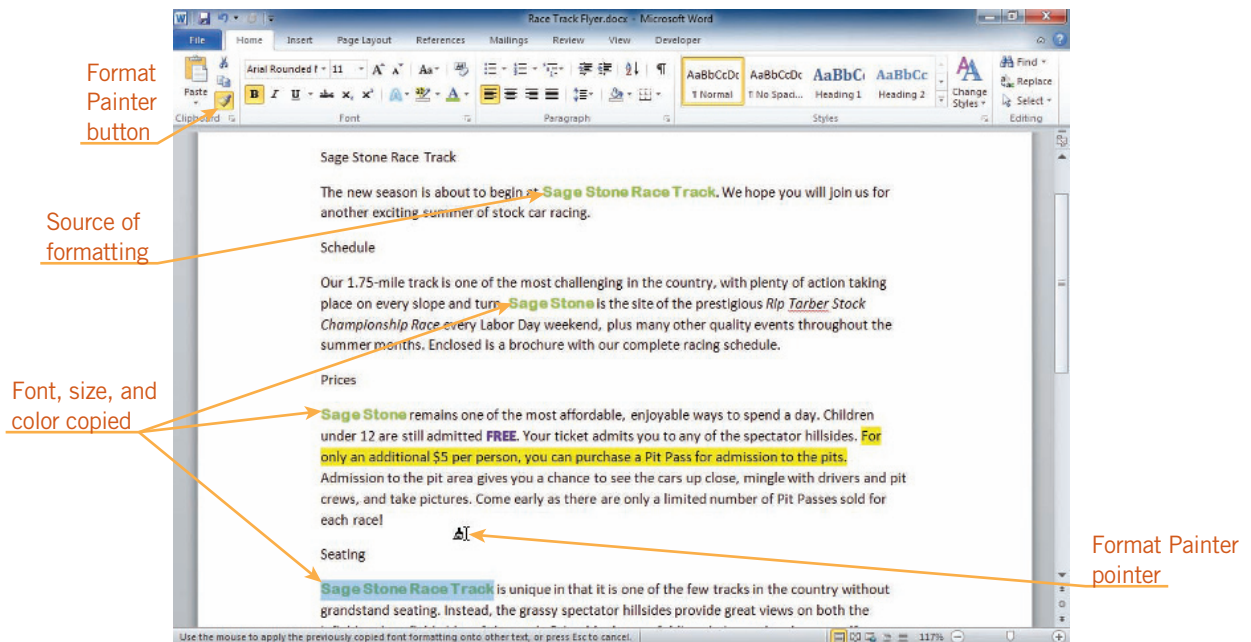 Race Track Flyer.docx - Microsoft Word
File Home Insert Page Layout References Mailings Review View Developer
Paste
Arial Rounded 11
B I U
AaBbCcDc AaBbCcDc AaBbC AaBbCc
¶ Normal ¶ No Spaci... Heading 1 Heading 2
Change
Styles
Find
Replace
Select
Clipboard Font Paragraph Styles Editing
Format
Painter
button
Source of
formatting
Font, size, and
color copied
Sage Stone Race Track
The new season is about to begin at Sage Stone Race Track. We hope you will join us for
another exciting summer of stock car racing.
Schedule
Our 1.75-mile track is one of the most challenging in the country, with plenty of action taking
place on every slope and turn. Sage Stone is the site of the prestigious Rip Tarber Stock
Championship Race every Labor Day weekend, plus many other quality events throughout the
summer months. Enclosed is a brochure with our complete racing schedule.
Prices
Sage Stone remains one of the most affordable, enjoyable ways to spend a day. Children
under 12 are still admitted FREE. Your ticket admits you to any of the spectator hillsides. For
only an additional $5 per person, you can purchase a Pit Pass for admission to the pits.
Admission to the pit area gives you a chance to see the cars up close, mingle with drivers and pit
crews, and take pictures. Come early as there are only a limited number of Pit Passes sold for
each race!
Seating
Sage Stone Race Track is unique in that it is one of the few tracks in the country without
grandstand seating. Instead, the grassy spectator hillsides provide great views on both the
Format Painter
pointer
Use the mouse to apply the previously copied font formatting onto other text, or press Esc to cancel.
117%